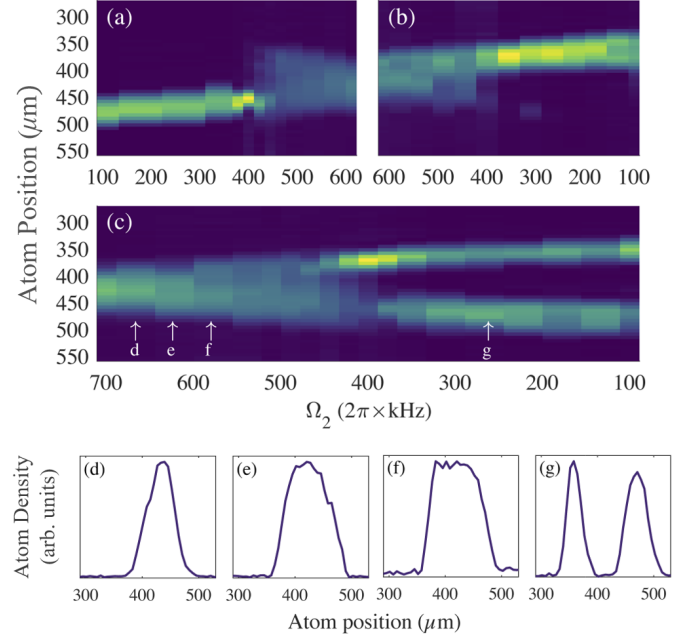 (a)
(b)
300
350
400
450
500
550
100 200 300 400 500 600
600 500 400 300 200 100
Atom Position (μm)
(c)
300
350
400
450
500
550
d e f g
700 600 500 400 300 200 100
Ω₂ (2π×kHz)
Atom Density
(arb. units)
(d) (e) (f) (g)
300 400 500 300 400 500 300 400 500 300 400 500
Atom position (μm)